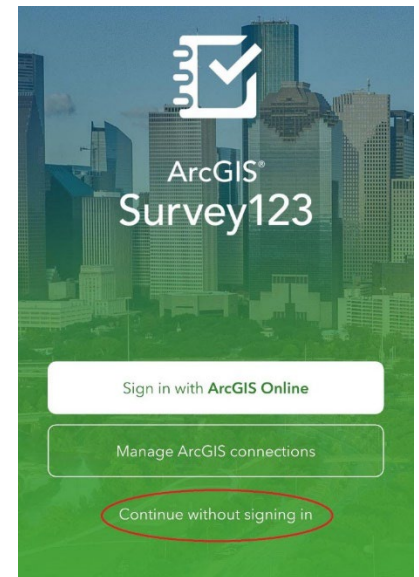 ArcGIS®
Survey123
Sign in with ArcGIS Online
Manage ArcGIS connections
Continue without signing in